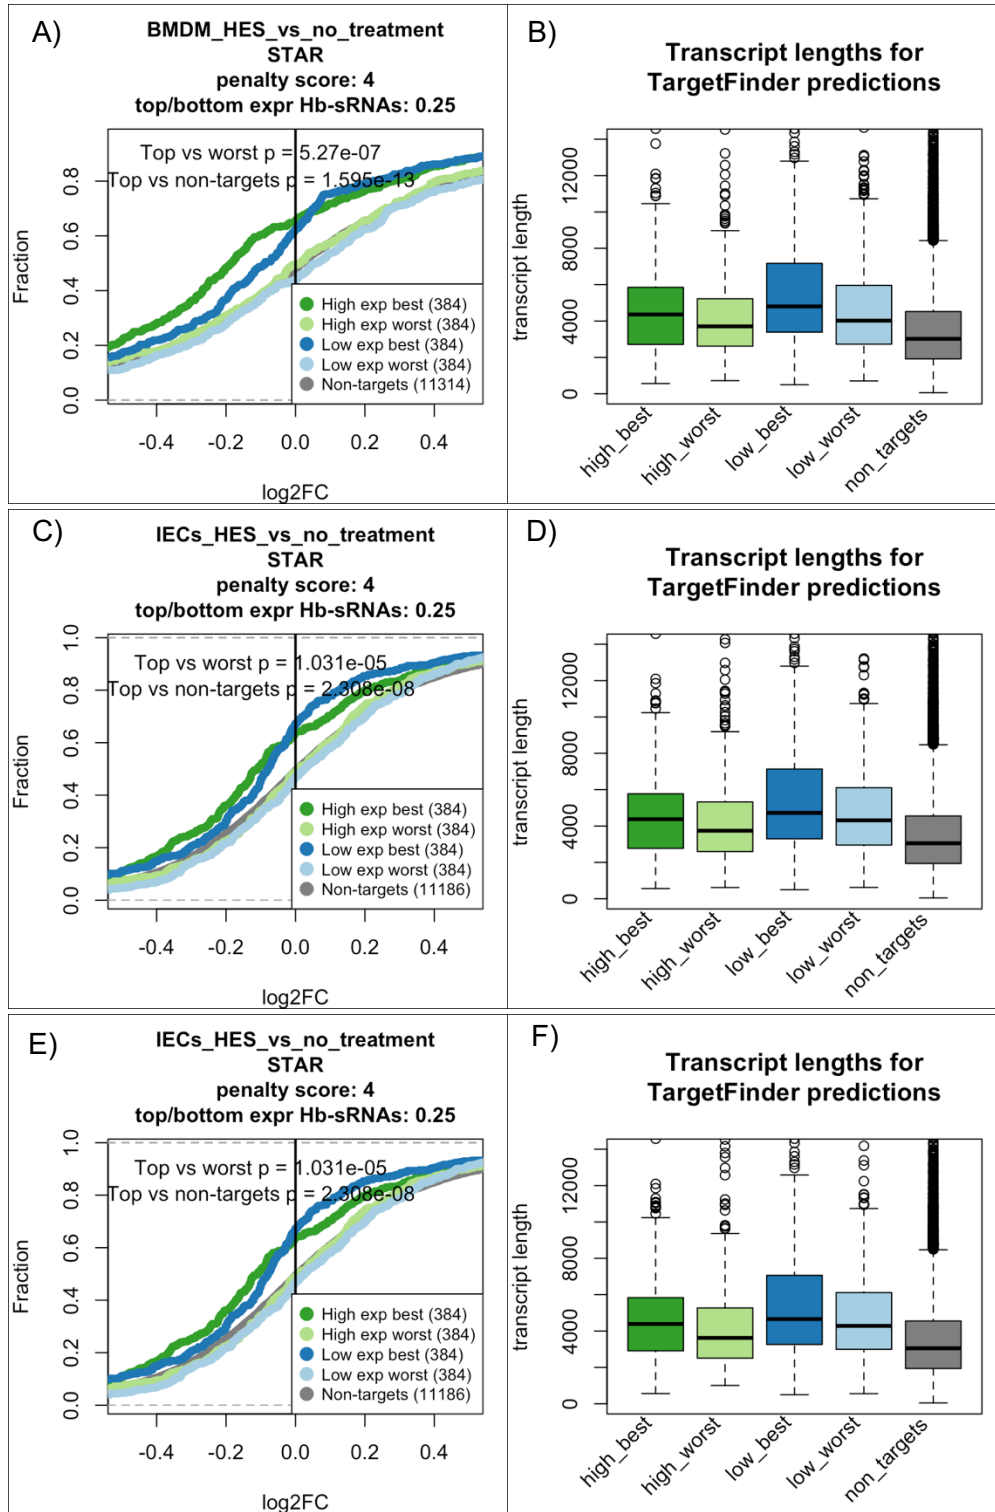 A)
BMDM_HES_vs_no_treatment
STAR
penalty score: 4
top/bottom expr Hb-sRNAs: 0.25
Top vs worst p = 5.27e-07
Top vs non-targets p = 1.595e-13
Fraction
0.0
0.2
0.4
0.6
0.8
High exp best (384)
High exp worst (384)
Low exp best (384)
Low exp worst (384)
Non-targets (11314)
-0.4
-0.2
0.0
0.2
0.4
log2FC
B)
Transcript lengths for
TargetFinder predictions
transcript length
0
4000
8000
12000
high_best
high_worst
low_best
low_worst
non_targets
C)
IECs_HES_vs_no_treatment
STAR
penalty score: 4
top/bottom expr Hb-sRNAs: 0.25
Top vs worst p = 1.031e-05
Top vs non-targets p = 2.308e-08
Fraction
0.0
0.2
0.4
0.6
0.8
1.0
High exp best (384)
High exp worst (384)
Low exp best (384)
Low exp worst (384)
Non-targets (11186)
-0.4
-0.2
0.0
0.2
0.4
log2FC
D)
Transcript lengths for
TargetFinder predictions
transcript length
0
4000
8000
12000
high_best
high_worst
low_best
low_worst
non_targets
E)
IECs_HES_vs_no_treatment
STAR
penalty score: 4
top/bottom expr Hb-sRNAs: 0.25
Top vs worst p = 1.031e-05
Top vs non-targets p = 2.308e-08
Fraction
0.0
0.2
0.4
0.6
0.8
1.0
High exp best (384)
High exp worst (384)
Low exp best (384)
Low exp worst (384)
Non-targets (11186)
-0.4
-0.2
0.0
0.2
0.4
log2FC
F)
Transcript lengths for
TargetFinder predictions
transcript length
0
4000
8000
12000
high_best
high_worst
low_best
low_worst
non_targets